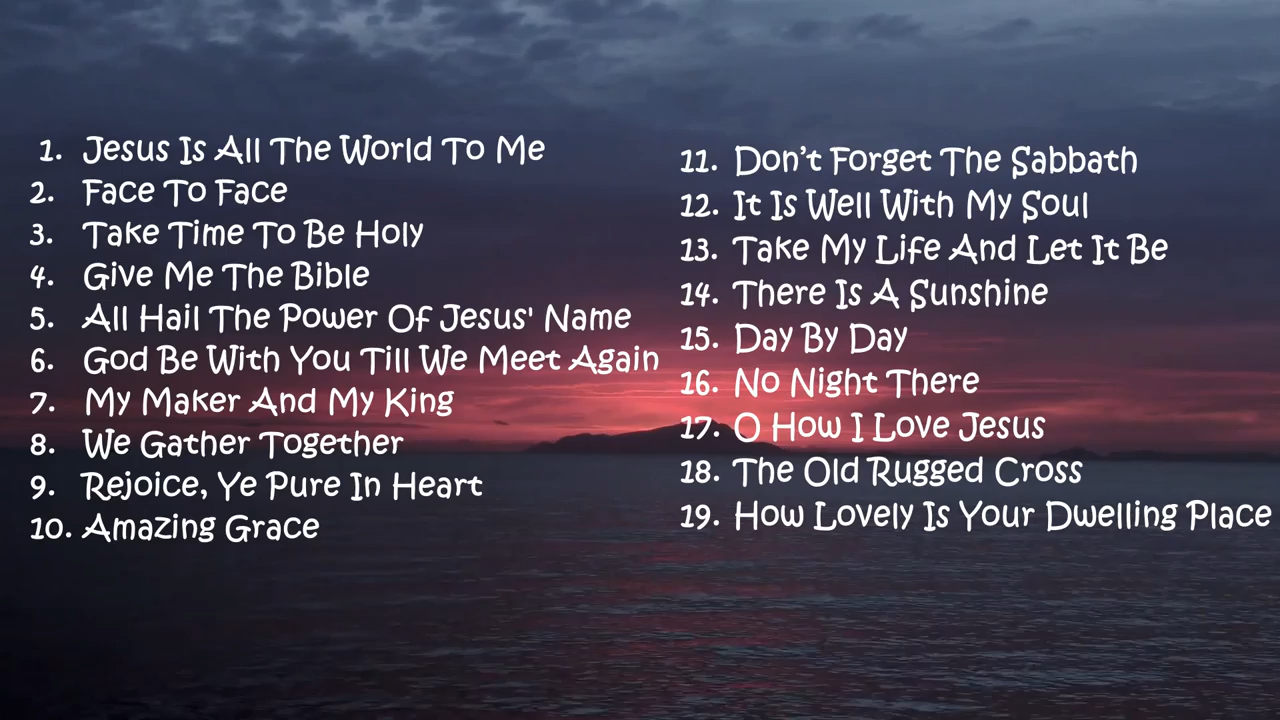 1. Jesus Is All The World To Me
2. Face To Face
3. Take Time To Be Holy
4. Give Me The Bible
5. All Hail The Power Of Jesus' Name
6. God Be With You Till We Meet Again
7. My Maker And My King
8. We Gather Together
9. Rejoice, Ye Pure In Heart
10. Amazing Grace
11. Don’t Forget The Sabbath
12. It Is Well With My Soul
13. Take My Life And Let It Be
14. There Is A Sunshine
15. Day By Day
16. No Night There
17. O How I Love Jesus
18. The Old Rugged Cross
19. How Lovely Is Your Dwelling Place